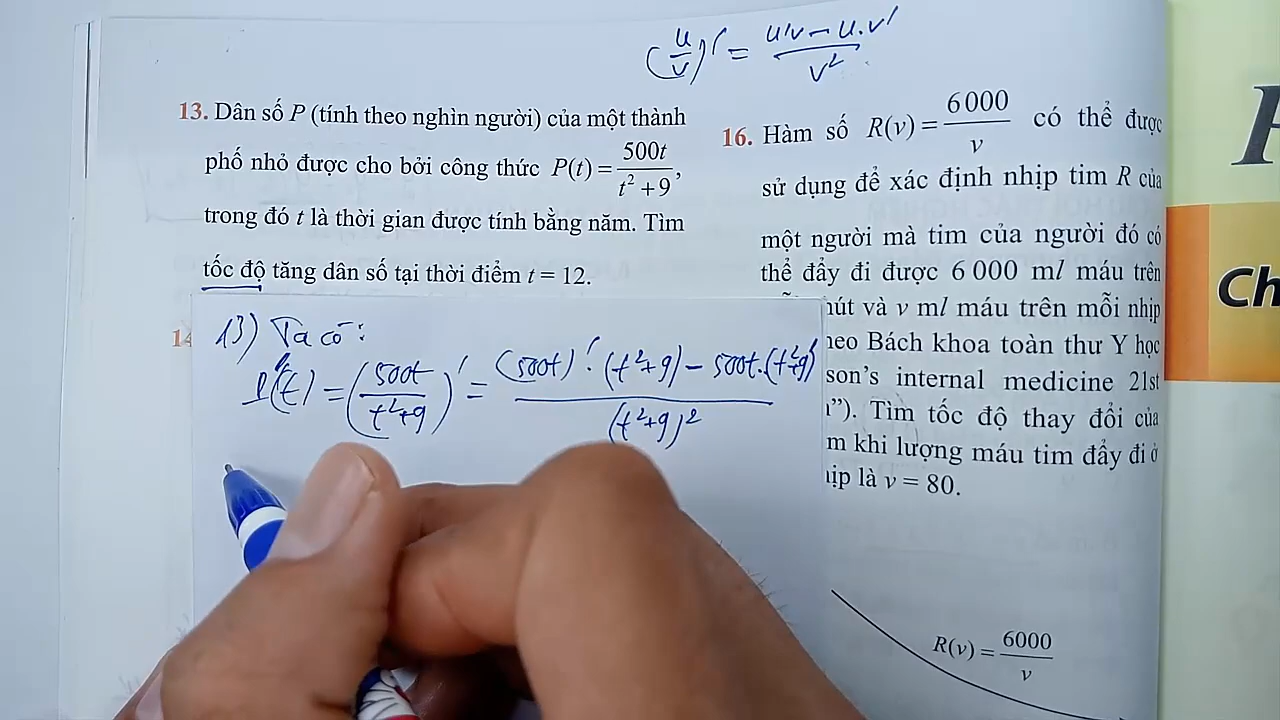 (u/v)' = (u'v - u.v')/v²
13. Dân số P (tính theo nghìn người) của một thành
phố nhỏ được cho bởi công thức P(t) = 500t/(t² + 9),
trong đó t là thời gian được tính bằng năm. Tìm
tốc độ tăng dân số tại thời điểm t = 12.
13) Ta có:
P'(t) = (500t/(t²+9))' = ((500t)'.(t²+9) - 500t.(t²+9)')/(t²+9)²
16. Hàm số R(v) = 6 000/v có thể được
sử dụng để xác định nhịp tim R của
một người mà tim của người đó có
thể đẩy đi được 6 000 ml máu trên
hút và v ml máu trên mỗi nhịp
heo Bách khoa toàn thư Y học
son's internal medicine 21st
"). Tìm tốc độ thay đổi của
m khi lượng máu tim đẩy đi ở
nịp là v = 80.
R(v) = 6000/v
Ch